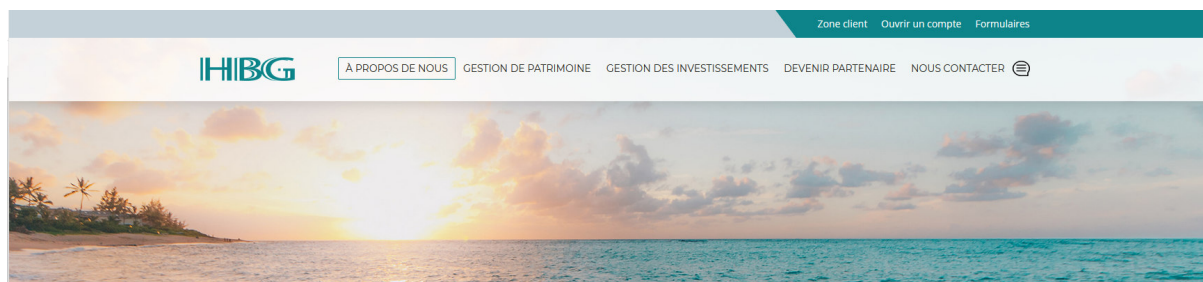 Zone client Ouvrir un compte Formulaires
HBG À PROPOS DE NOUS GESTION DE PATRIMOINE GESTION DES INVESTISSEMENTS DEVENIR PARTENAIRE NOUS CONTACTER